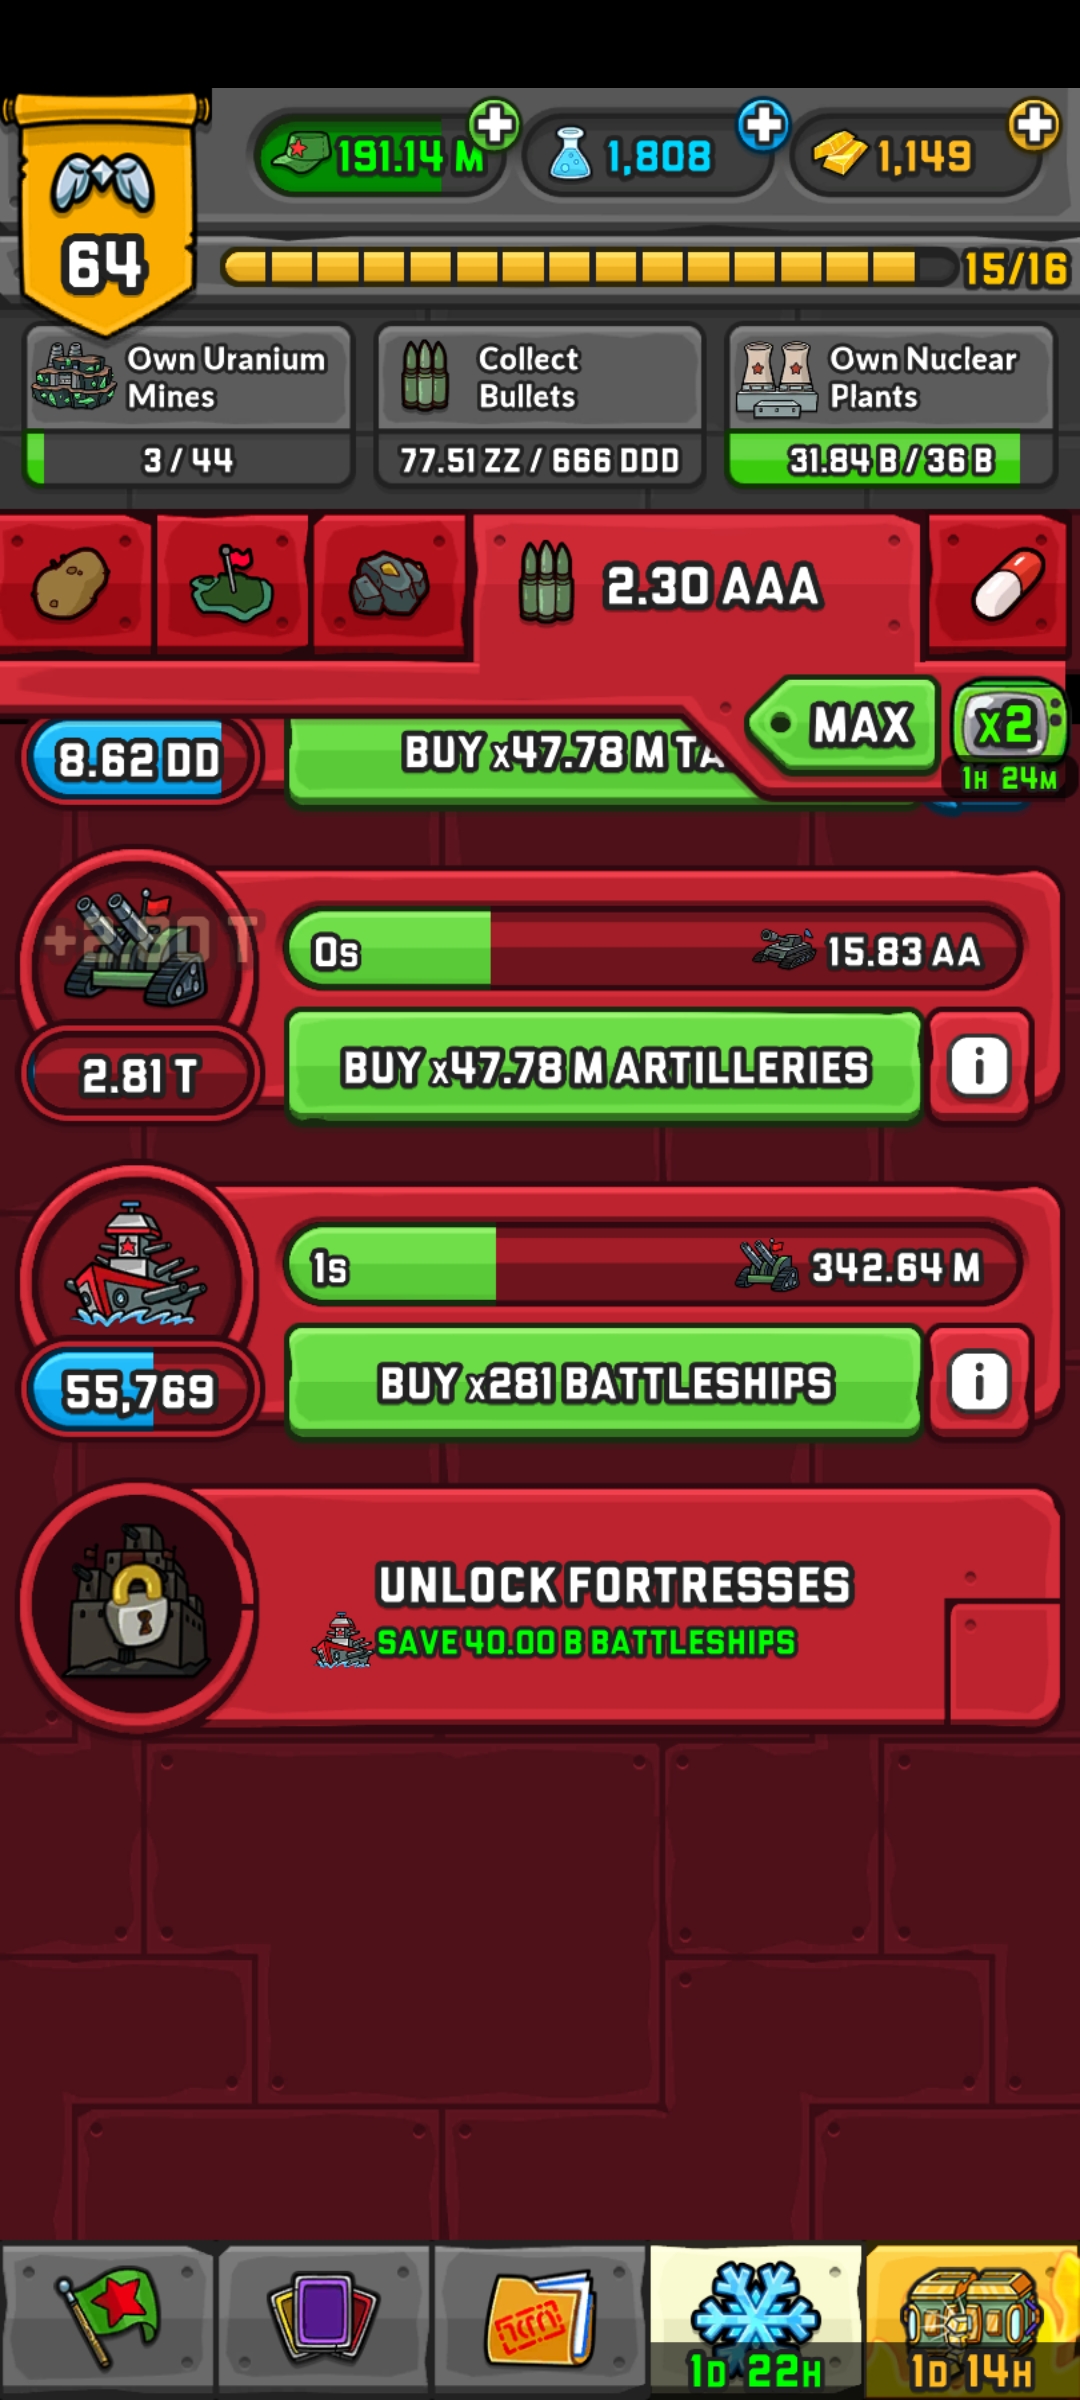 191.14 M
1,808
1,149
64
15/16
Own Uranium
Mines
3 / 44
Collect
Bullets
77.51 ZZ / 666 DDD
Own Nuclear
Plants
31.84 B / 36 B
2.30 AAA
MAX
x2
1H 24M
8.62 DD
BUY x47.78 M TA
0s
15.83 AA
2.81 T
BUY x47.78 M ARTILLERIES
i
1s
342.64 M
55,769
BUY x281 BATTLESHIPS
i
UNLOCK FORTRESSES
SAVE 40.00 B BATTLESHIPS
1D 22H
1D 14H